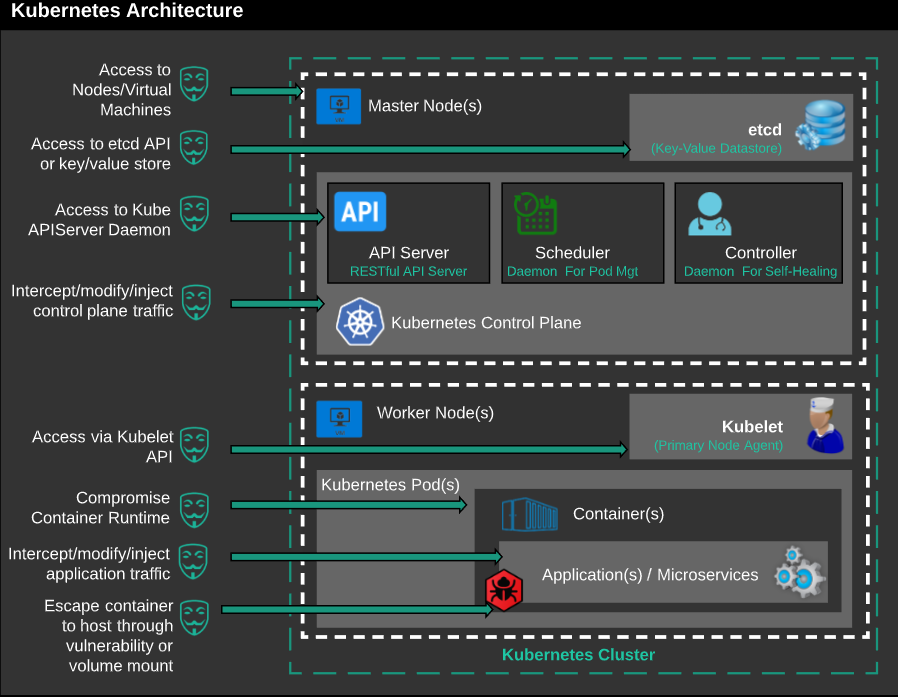 Kubernetes Architecture
Access to
Nodes/Virtual
Machines
Master Node(s)
etcd
(Key-Value Datastore)
Access to etcd API
or key/value store
Access to Kube
APIServer Daemon
API
API Server
RESTful API Server
Scheduler
Daemon For Pod Mgt
Controller
Daemon For Self-Healing
Intercept/modify/inject
control plane traffic
Kubernetes Control Plane
Worker Node(s)
Kubelet
(Primary Node Agent)
Access via Kubelet
API
Kubernetes Pod(s)
Compromise
Container Runtime
Container(s)
Intercept/modify/inject
application traffic
Application(s) / Microservices
Escape container
to host through
vulnerability or
volume mount
Kubernetes Cluster